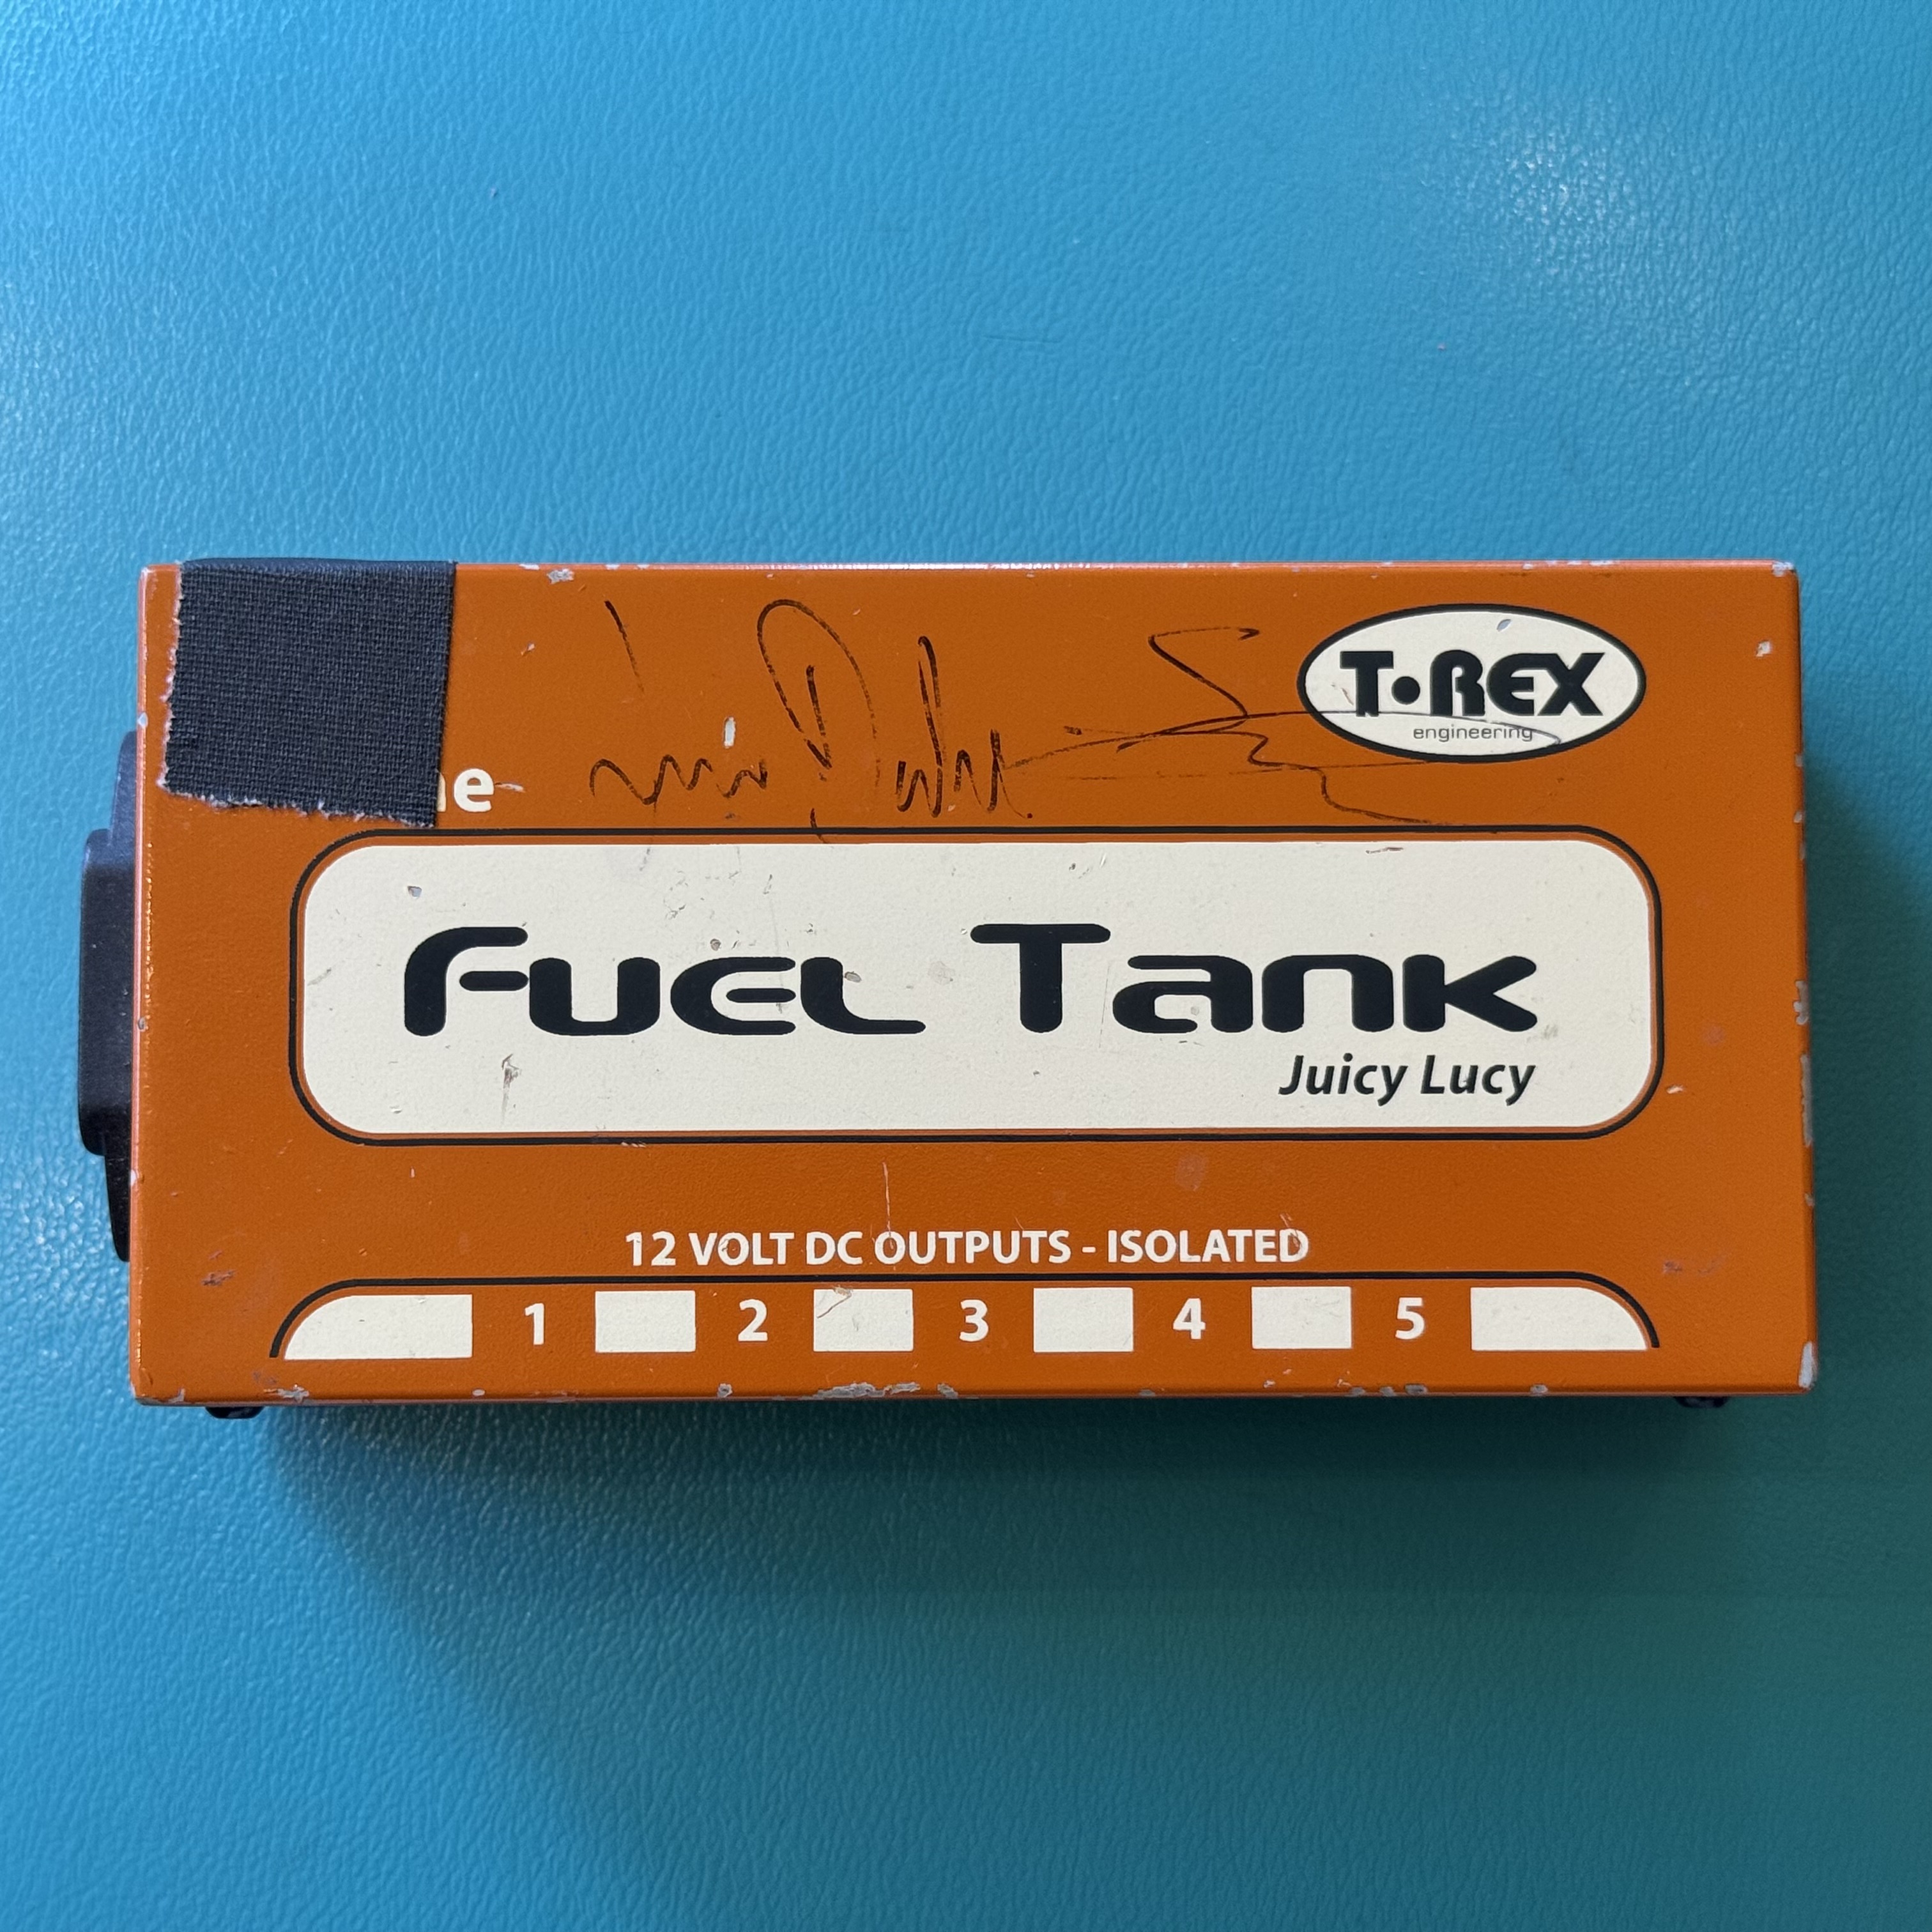 T•REX
engineering
e
Fuel Tank
Juicy Lucy
12 VOLT DC OUTPUTS - ISOLATED
1 2 3 4 5